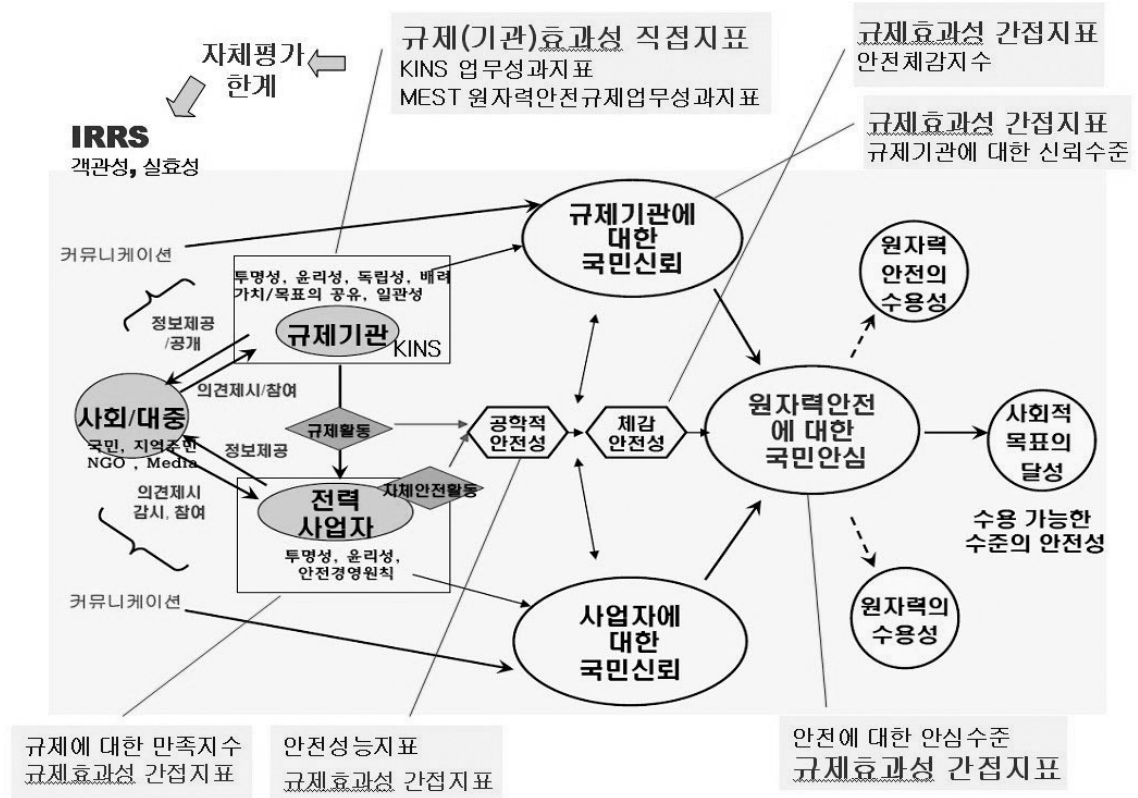 규제(기관)효과성 직접지표
KINS 업무성과지표
MEST 원자력안전규제업무성과지표
규제효과성 간접지표
안전체감지수
자체평가
한계
규제효과성 간접지표
규제기관에 대한 신뢰수준
IRRS
객관성, 실효성
커뮤니케이션
규제기관에
대한
국민신뢰
원자력
안전의
수용성
투명성, 윤리성, 독립성, 배려
가치/목표의 공유, 일관성
정보제공
/공개
규제기관
KINS
의견제시/참여
사회/대중
국민, 지역주민
NGO , Media
규제활동
공학적
안전성
체감
안전성
원자력안전
에 대한
국민안심
사회적
목표의
달성
정보제공
자체안전활동
의견제시
감시, 참여
전력
사업자
수용 가능한
수준의 안전성
투명성, 윤리성,
안전경영원칙
커뮤니케이션
사업자에
대한
국민신뢰
원자력의
수용성
규제에 대한 만족지수
규제효과성 간접지표
안전성능지표
규제효과성 간접지표
안전에 대한 안심수준
규제효과성 간접지표